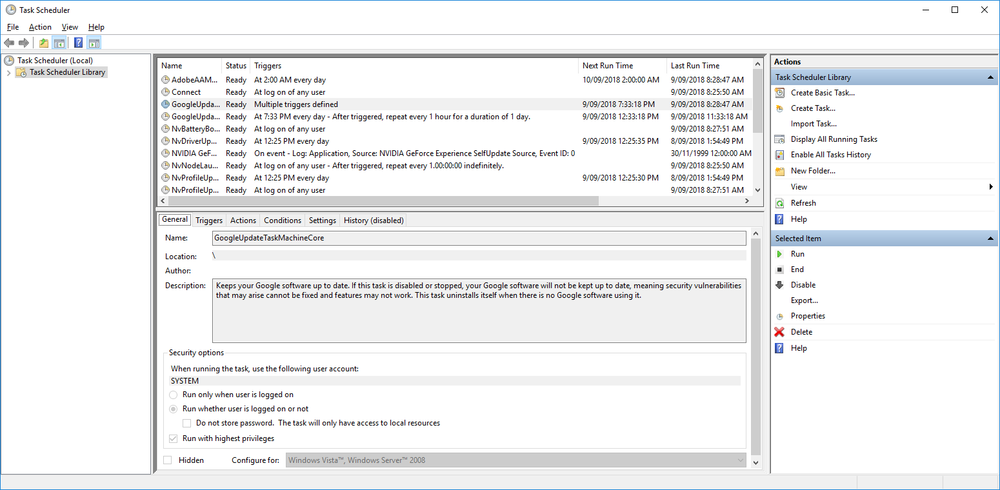 Task Scheduler
File Action View Help
Task Scheduler (Local)
Task Scheduler Library
Name Status Triggers Next Run Time Last Run Time
AdobeAAM... Ready At 2:00 AM every day 10/09/2018 2:00:00 AM 9/09/2018 8:28:47 AM
Connect Ready At log on of any user 9/09/2018 8:25:50 AM
GoogleUpda... Ready Multiple triggers defined 9/09/2018 7:33:18 PM 9/09/2018 8:28:47 AM
GoogleUpda... Ready At 7:33 PM every day - After triggered, repeat every 1 hour for a duration of 1 day. 9/09/2018 12:33:18 PM 9/09/2018 11:33:18 AM
NvBatteryBo... Ready At log on of any user 9/09/2018 8:27:51 AM
NvDriverUp... Ready At 12:25 PM every day 9/09/2018 12:25:35 PM 8/09/2018 1:54:49 PM
NVIDIA GeF... Ready On event - Log: Application, Source: NVIDIA GeForce Experience SelfUpdate Source, Event ID: 0 30/11/1999 12:00:00 AM
NvNodeLau... Ready At log on of any user - After triggered, repeat every 1.00:00:00 indefinitely. 9/09/2018 8:25:50 AM
NvProfileUp... Ready At 12:25 PM every day 9/09/2018 12:25:30 PM 8/09/2018 1:54:49 PM
NvProfileUp... Ready At log on of any user 9/09/2018 8:27:51 AM
General Triggers Actions Conditions Settings History (disabled)
Name: GoogleUpdateTaskMachineCore
Location: \
Author:
Description: Keeps your Google software up to date. If this task is disabled or stopped, your Google software will not be kept up to date, meaning security vulnerabilities
that may arise cannot be fixed and features may not work. This task uninstalls itself when there is no Google software using it.
Security options
When running the task, use the following user account:
SYSTEM
Run only when user is logged on
Run whether user is logged on or not
Do not store password. The task will only have access to local resources
Run with highest privileges
Hidden Configure for: Windows Vista™, Windows Server™ 2008
Actions
Task Scheduler Library
Create Basic Task...
Create Task...
Import Task...
Display All Running Tasks
Enable All Tasks History
New Folder...
View
Refresh
Help
Selected Item
Run
End
Disable
Export...
Properties
Delete
Help